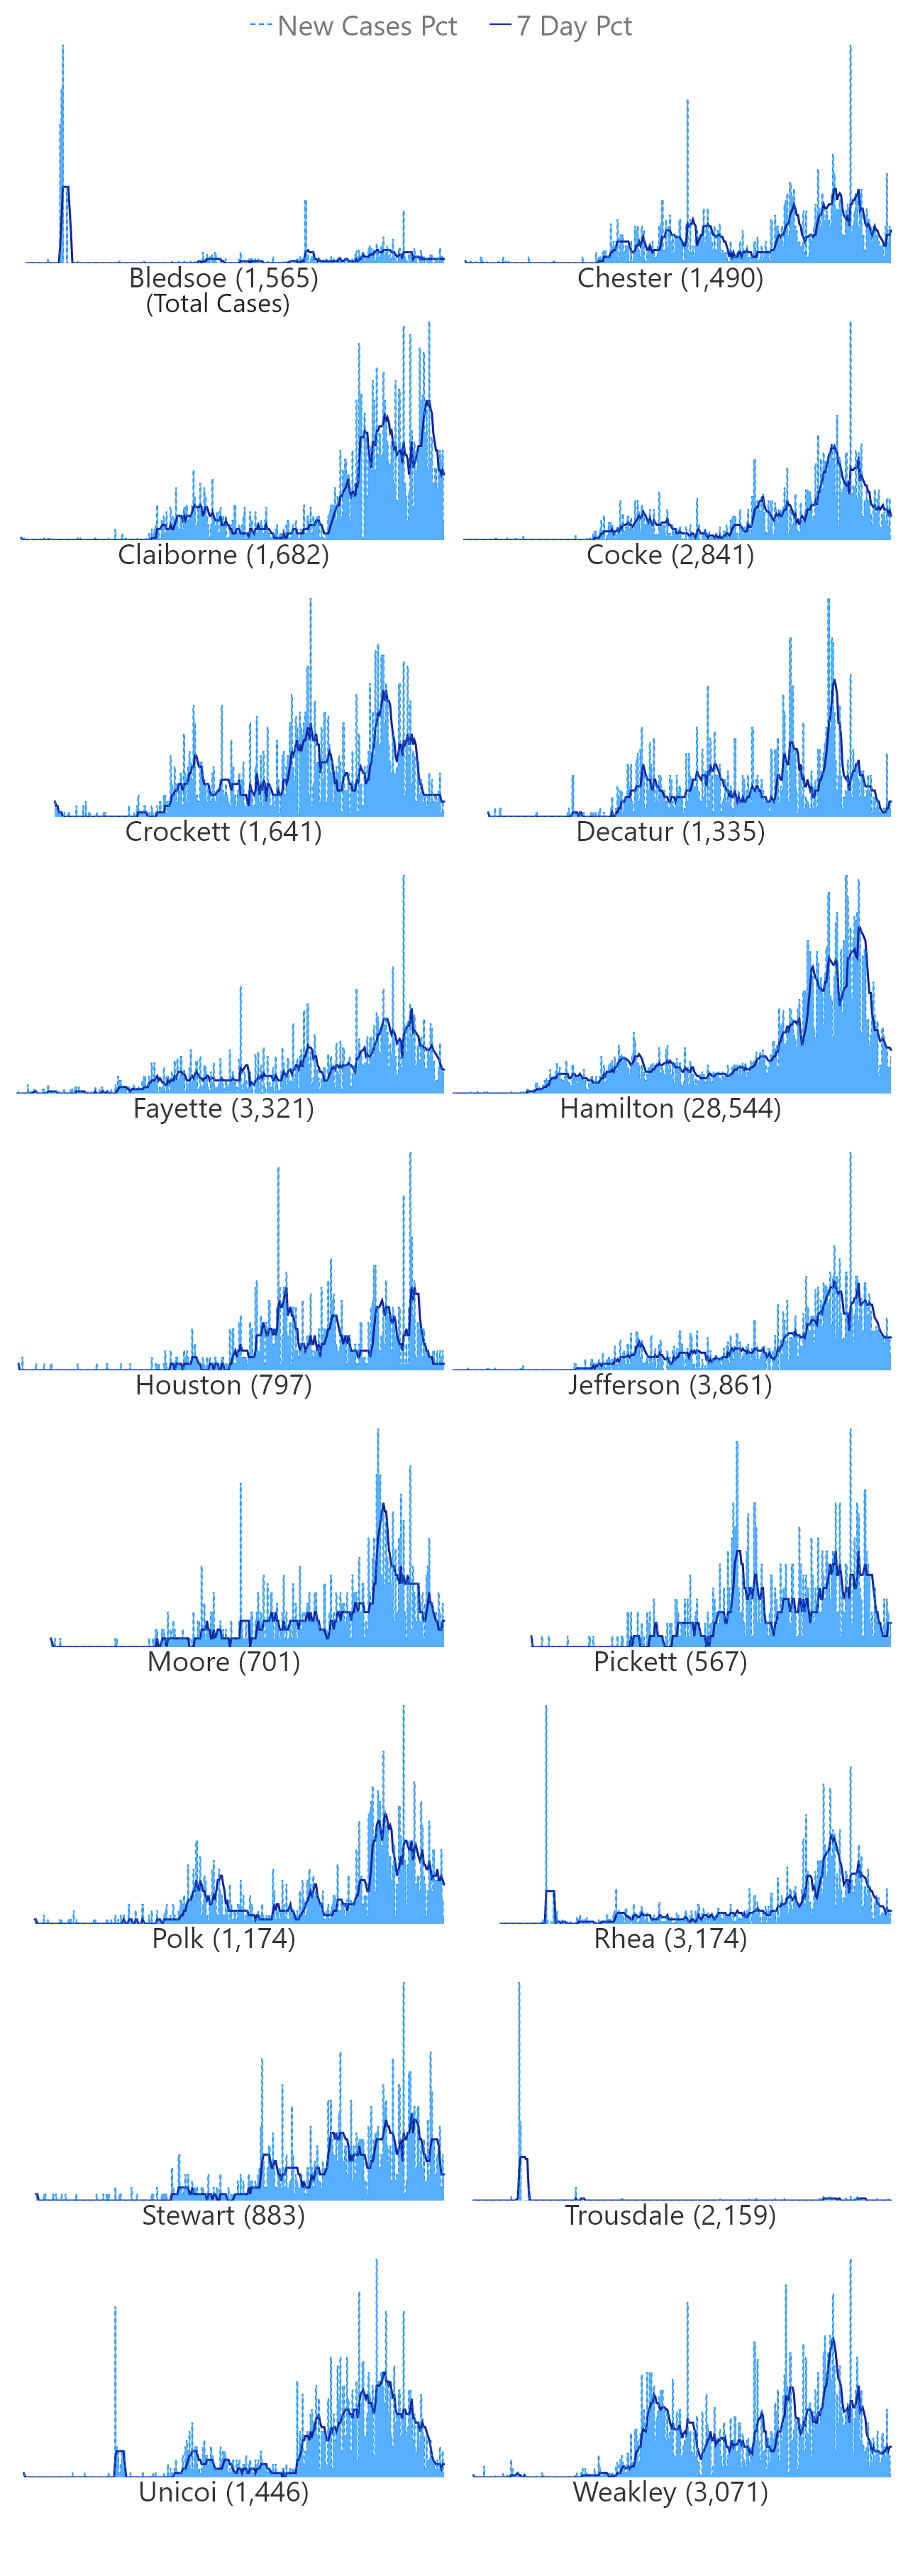 New Cases Pct 7 Day Pct
Bledsoe (1,565) Chester (1,490)
(Total Cases)
Claiborne (1,682) Cocke (2,841)
Crockett (1,641) Decatur (1,335)
Fayette (3,321) Hamilton (28,544)
Houston (797) Jefferson (3,861)
Moore (701) Pickett (567)
Polk (1,174) Rhea (3,174)
Stewart (883) Trousdale (2,159)
Unicoi (1,446) Weakley (3,071)